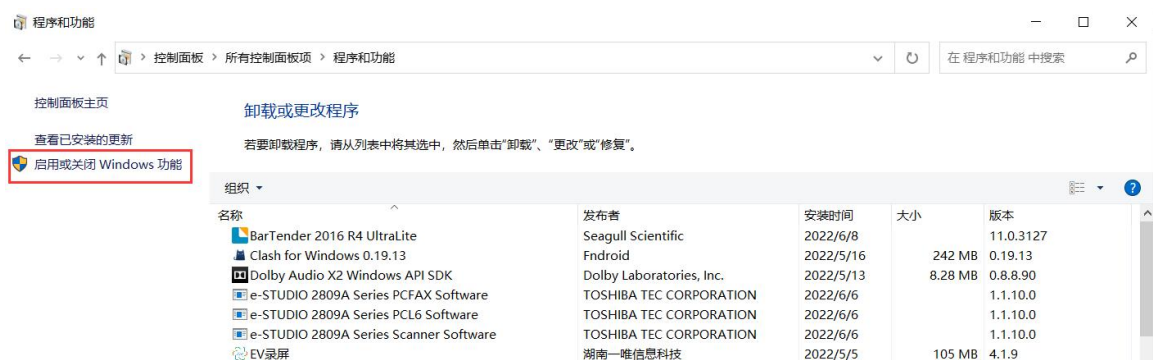 程序和功能
控制面板 > 所有控制面板项 > 程序和功能
在 程序和功能 中搜索
控制面板主页
查看已安装的更新
启用或关闭 Windows 功能
卸载或更改程序
若要卸载程序，请从列表中将其选中，然后单击“卸载”、“更改”或“修复”。
组织
名称 发布者 安装时间 大小 版本
BarTender 2016 R4 UltraLite Seagull Scientific 2022/6/8 11.0.3127
Clash for Windows 0.19.13 Fndroid 2022/5/16 242 MB 0.19.13
Dolby Audio X2 Windows API SDK Dolby Laboratories, Inc. 2022/5/13 8.28 MB 0.8.8.90
e-STUDIO 2809A Series PCFAX Software TOSHIBA TEC CORPORATION 2022/6/6 1.1.10.0
e-STUDIO 2809A Series PCL6 Software TOSHIBA TEC CORPORATION 2022/6/6 1.1.10.0
e-STUDIO 2809A Series Scanner Software TOSHIBA TEC CORPORATION 2022/6/6 1.1.10.0
EV录屏 湖南一唯信息科技 2022/5/5 105 MB 4.1.9